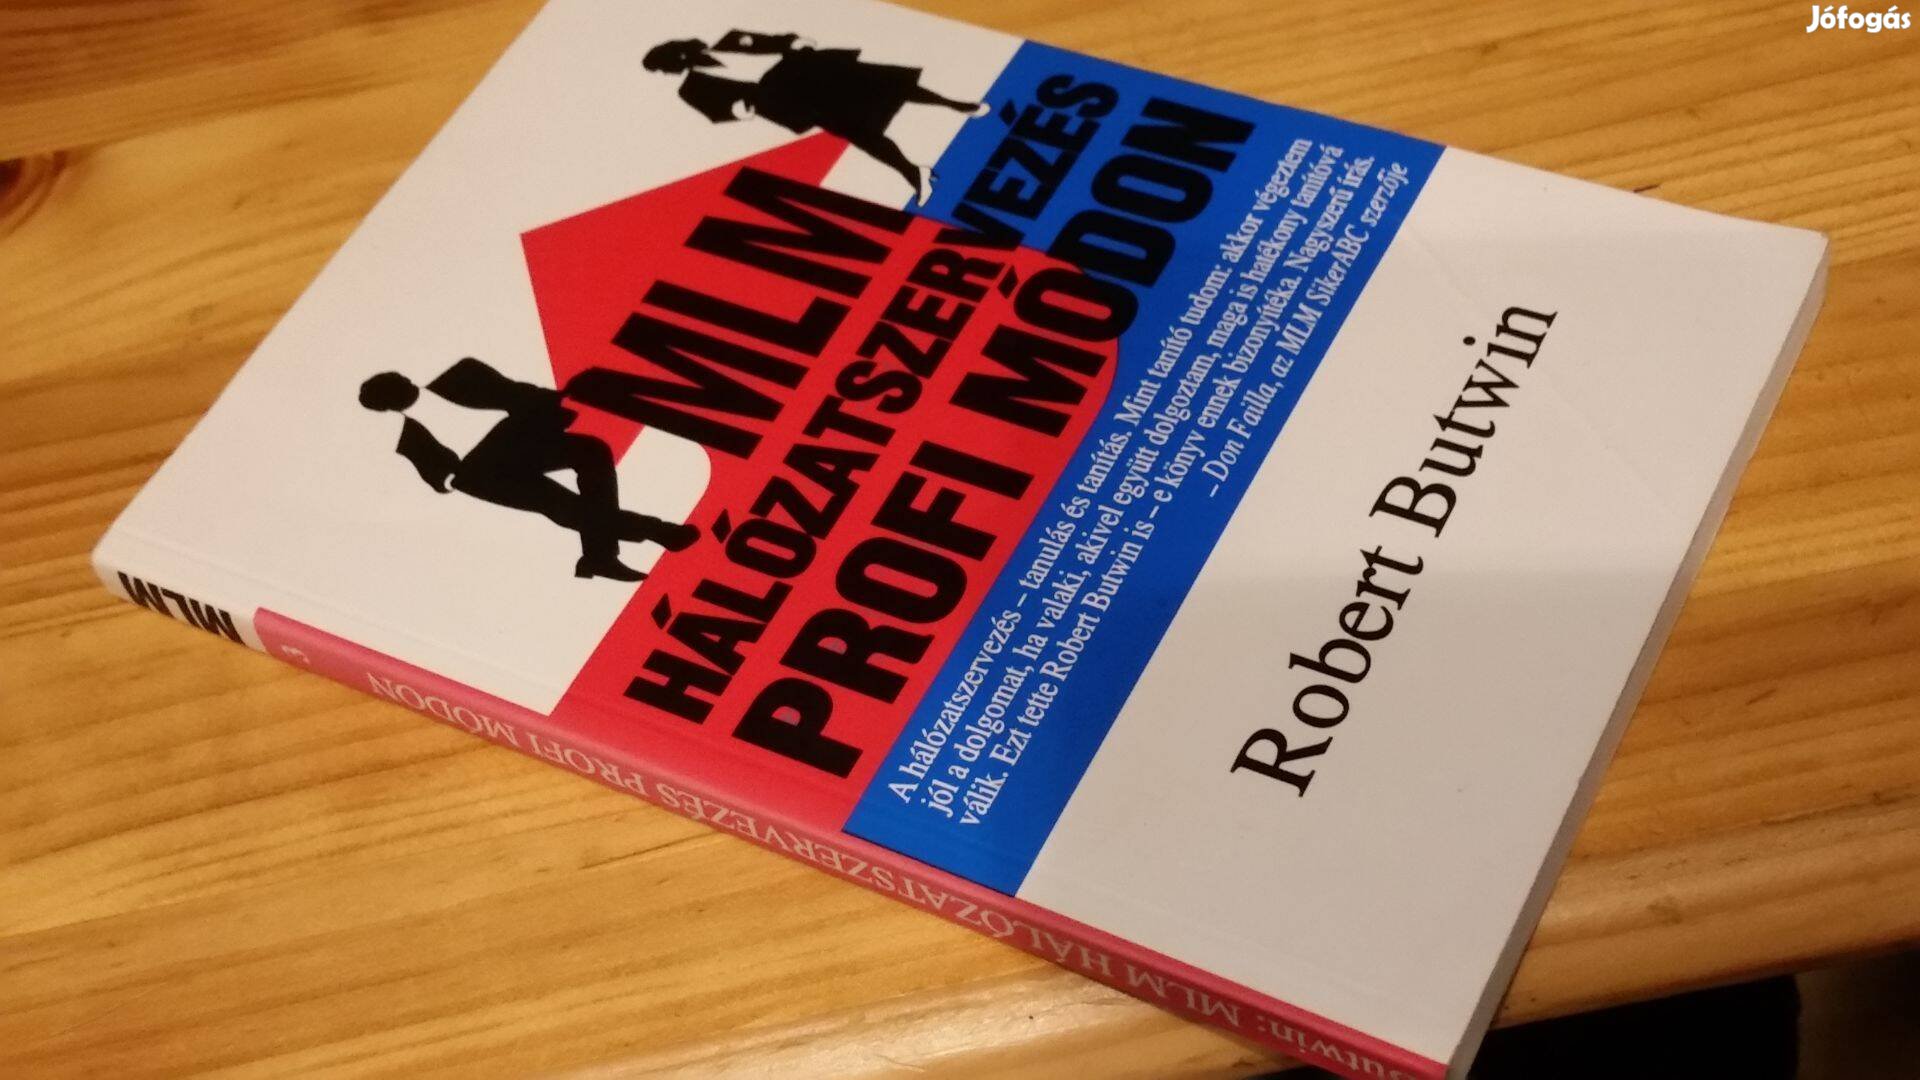 Jófogás
MLM
HÁLÓZATSZERVEZÉS
PROFI MÓDON
A hálózatszervezés – tanulás és tanítás. Mint tanító tudom: akkor végeztem
jól a dolgomat, ha valaki, akivel együtt dolgoztam, maga is hatékony tanítóvá
válik. Ezt tette Robert Butwin is – e könyv ennek bizonyítéka. Nagyszerű írás.
– Don Failla, az MLM SikerABC szerzője
Robert Butwin
MLM
3
Butwin: MLM HÁLÓZATSZERVEZÉS PROFI MÓDON